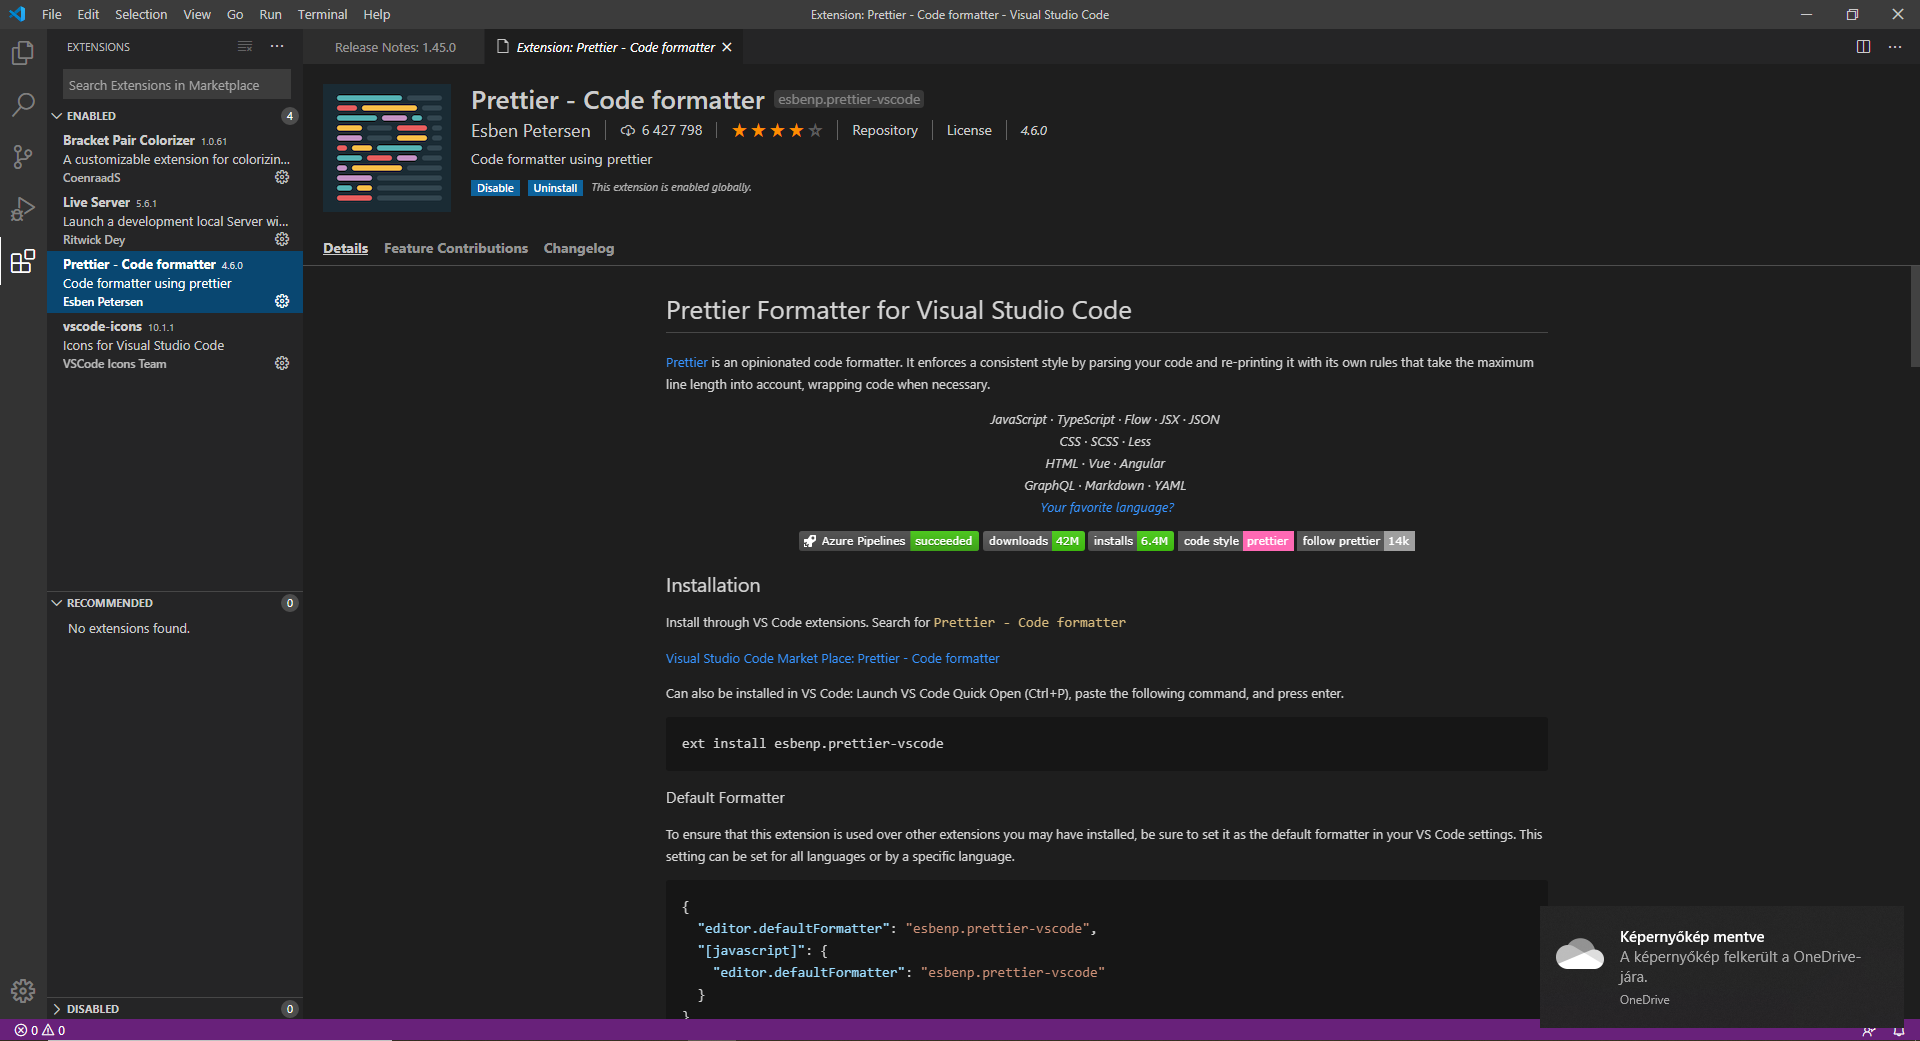 File Edit Selection View Go Run Terminal Help
Extension: Prettier - Code formatter - Visual Studio Code
EXTENSIONS
Search Extensions in Marketplace
ENABLED 4
Bracket Pair Colorizer 1.0.61
A customizable extension for colorizin...
CoenraadS
Live Server 5.6.1
Launch a development local Server wi...
Ritwick Dey
Prettier - Code formatter 4.6.0
Code formatter using prettier
Esben Petersen
vscode-icons 10.1.1
Icons for Visual Studio Code
VSCode Icons Team
RECOMMENDED 0
No extensions found.
DISABLED 0
Release Notes: 1.45.0
Extension: Prettier - Code formatter
Prettier - Code formatter esbenp.prettier-vscode
Esben Petersen 6 427 798 Repository License 4.6.0
Code formatter using prettier
Disable Uninstall This extension is enabled globally.
Details Feature Contributions Changelog
Prettier Formatter for Visual Studio Code
Prettier is an opinionated code formatter. It enforces a consistent style by parsing your code and re-printing it with its own rules that take the maximum
line length into account, wrapping code when necessary.
JavaScript · TypeScript · Flow · JSX · JSON
CSS · SCSS · Less
HTML · Vue · Angular
GraphQL · Markdown · YAML
Your favorite language?
Azure Pipelines succeeded downloads 42M installs 6.4M code style prettier follow prettier 14k
Installation
Install through VS Code extensions. Search for Prettier - Code formatter
Visual Studio Code Market Place: Prettier - Code formatter
Can also be installed in VS Code: Launch VS Code Quick Open (Ctrl+P), paste the following command, and press enter.
ext install esbenp.prettier-vscode
Default Formatter
To ensure that this extension is used over other extensions you may have installed, be sure to set it as the default formatter in your VS Code settings. This
setting can be set for all languages or by a specific language.
{
"editor.defaultFormatter": "esbenp.prettier-vscode",
"[javascript]": {
"editor.defaultFormatter": "esbenp.prettier-vscode"
}
}
Képernyőkép mentve
A képernyőkép felkerült a OneDrive-
jára.
OneDrive
0 0